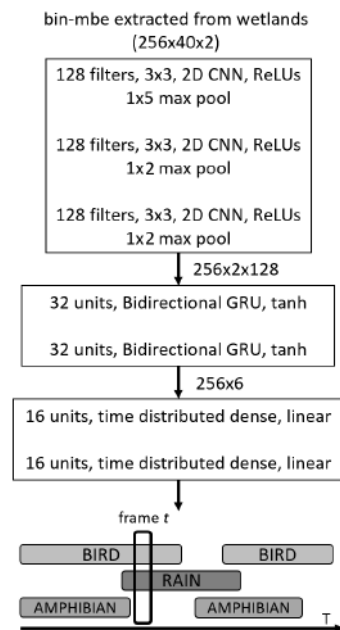 bin-mbe extracted from wetlands
(256x40x2)
128 filters, 3x3, 2D CNN, ReLUs
1x5 max pool
128 filters, 3x3, 2D CNN, ReLUs
1x2 max pool
128 filters, 3x3, 2D CNN, ReLUs
1x2 max pool
256x2x128
32 units, Bidirectional GRU, tanh
32 units, Bidirectional GRU, tanh
256x6
16 units, time distributed dense, linear
16 units, time distributed dense, linear
frame t
BIRD BIRD
RAIN
AMPHIBIAN AMPHIBIAN
T